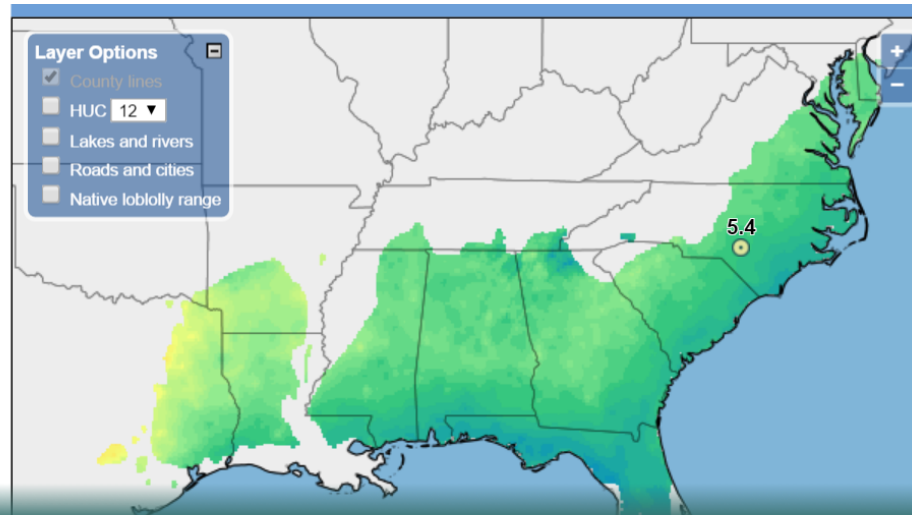 Layer Options
County lines
HUC 12
Lakes and rivers
Roads and cities
Native loblolly range
+
−
5.4